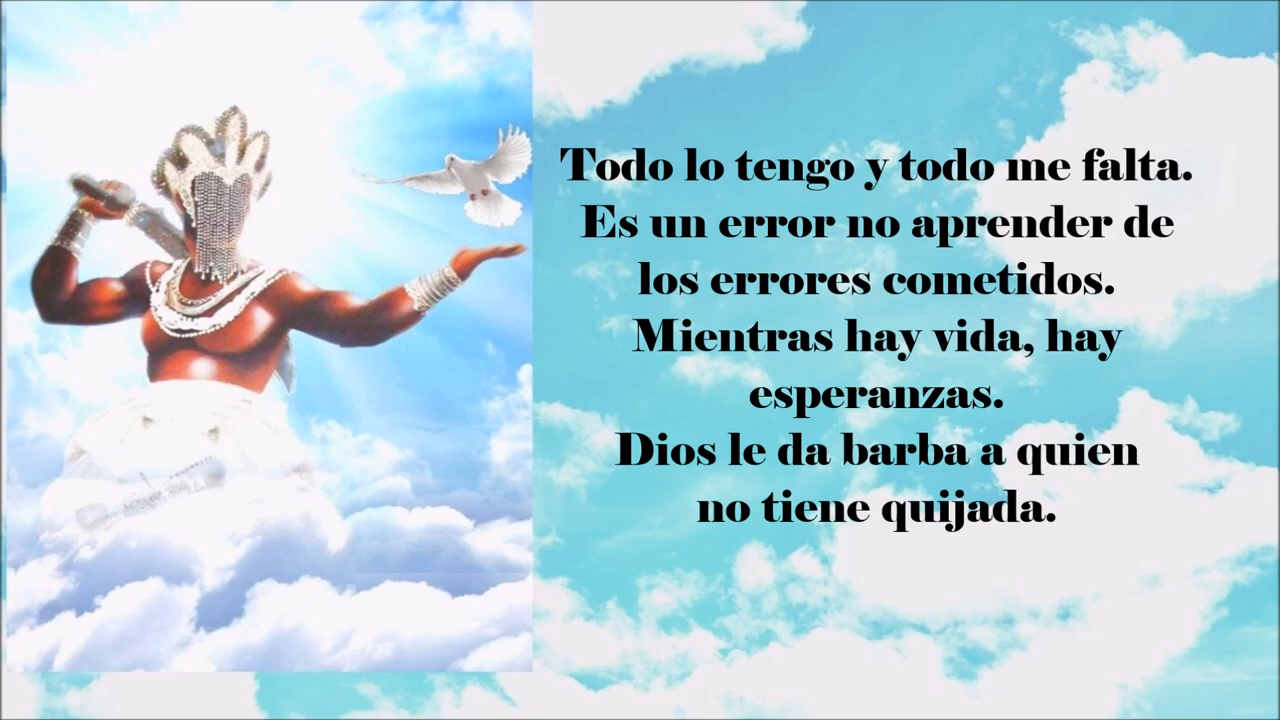 Todo lo tengo y todo me falta.
Es un error no aprender de
los errores cometidos.
Mientras hay vida, hay
esperanzas.
Dios le da barba a quien
no tiene quijada.